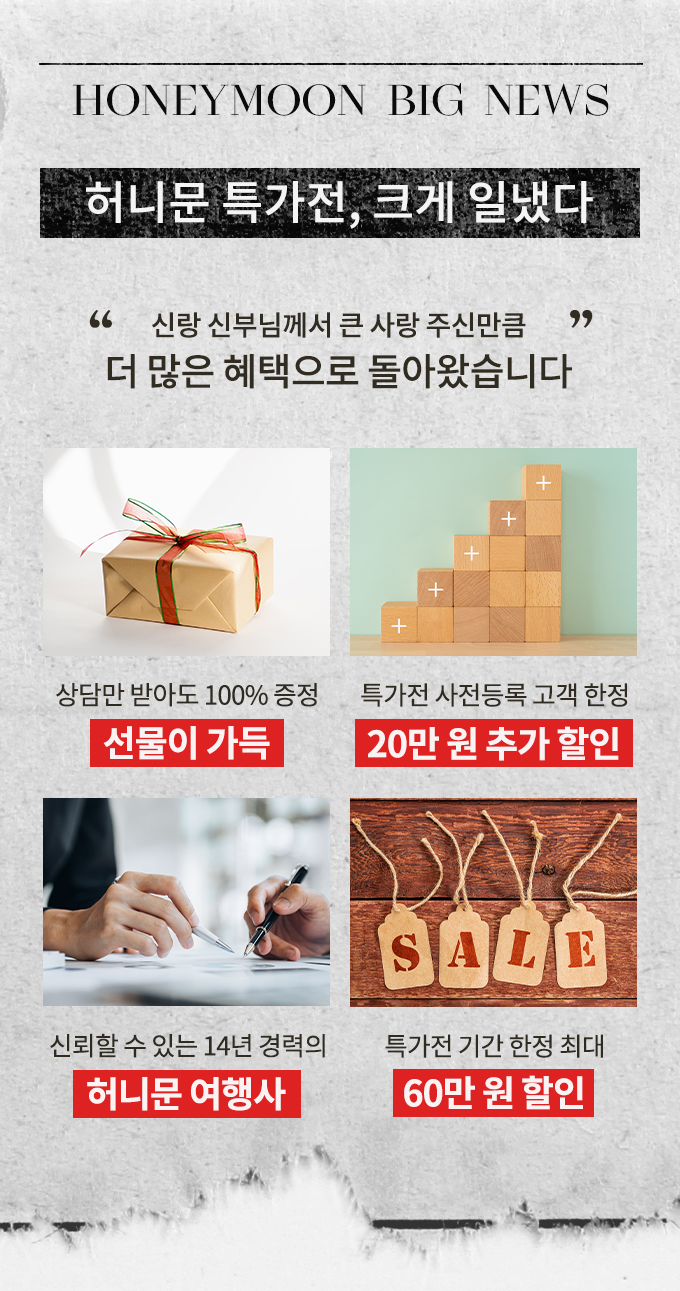 HONEYMOON BIG NEWS
허니문 특가전, 크게 일냈다
“ 신랑 신부님께서 큰 사랑 주신만큼 ”
더 많은 혜택으로 돌아왔습니다
+
+
+
+
+
상담만 받아도 100% 증정
선물이 가득
특가전 사전등록 고객 한정
20만 원 추가 할인
SALE
신뢰할 수 있는 14년 경력의
허니문 여행사
특가전 기간 한정 최대
60만 원 할인